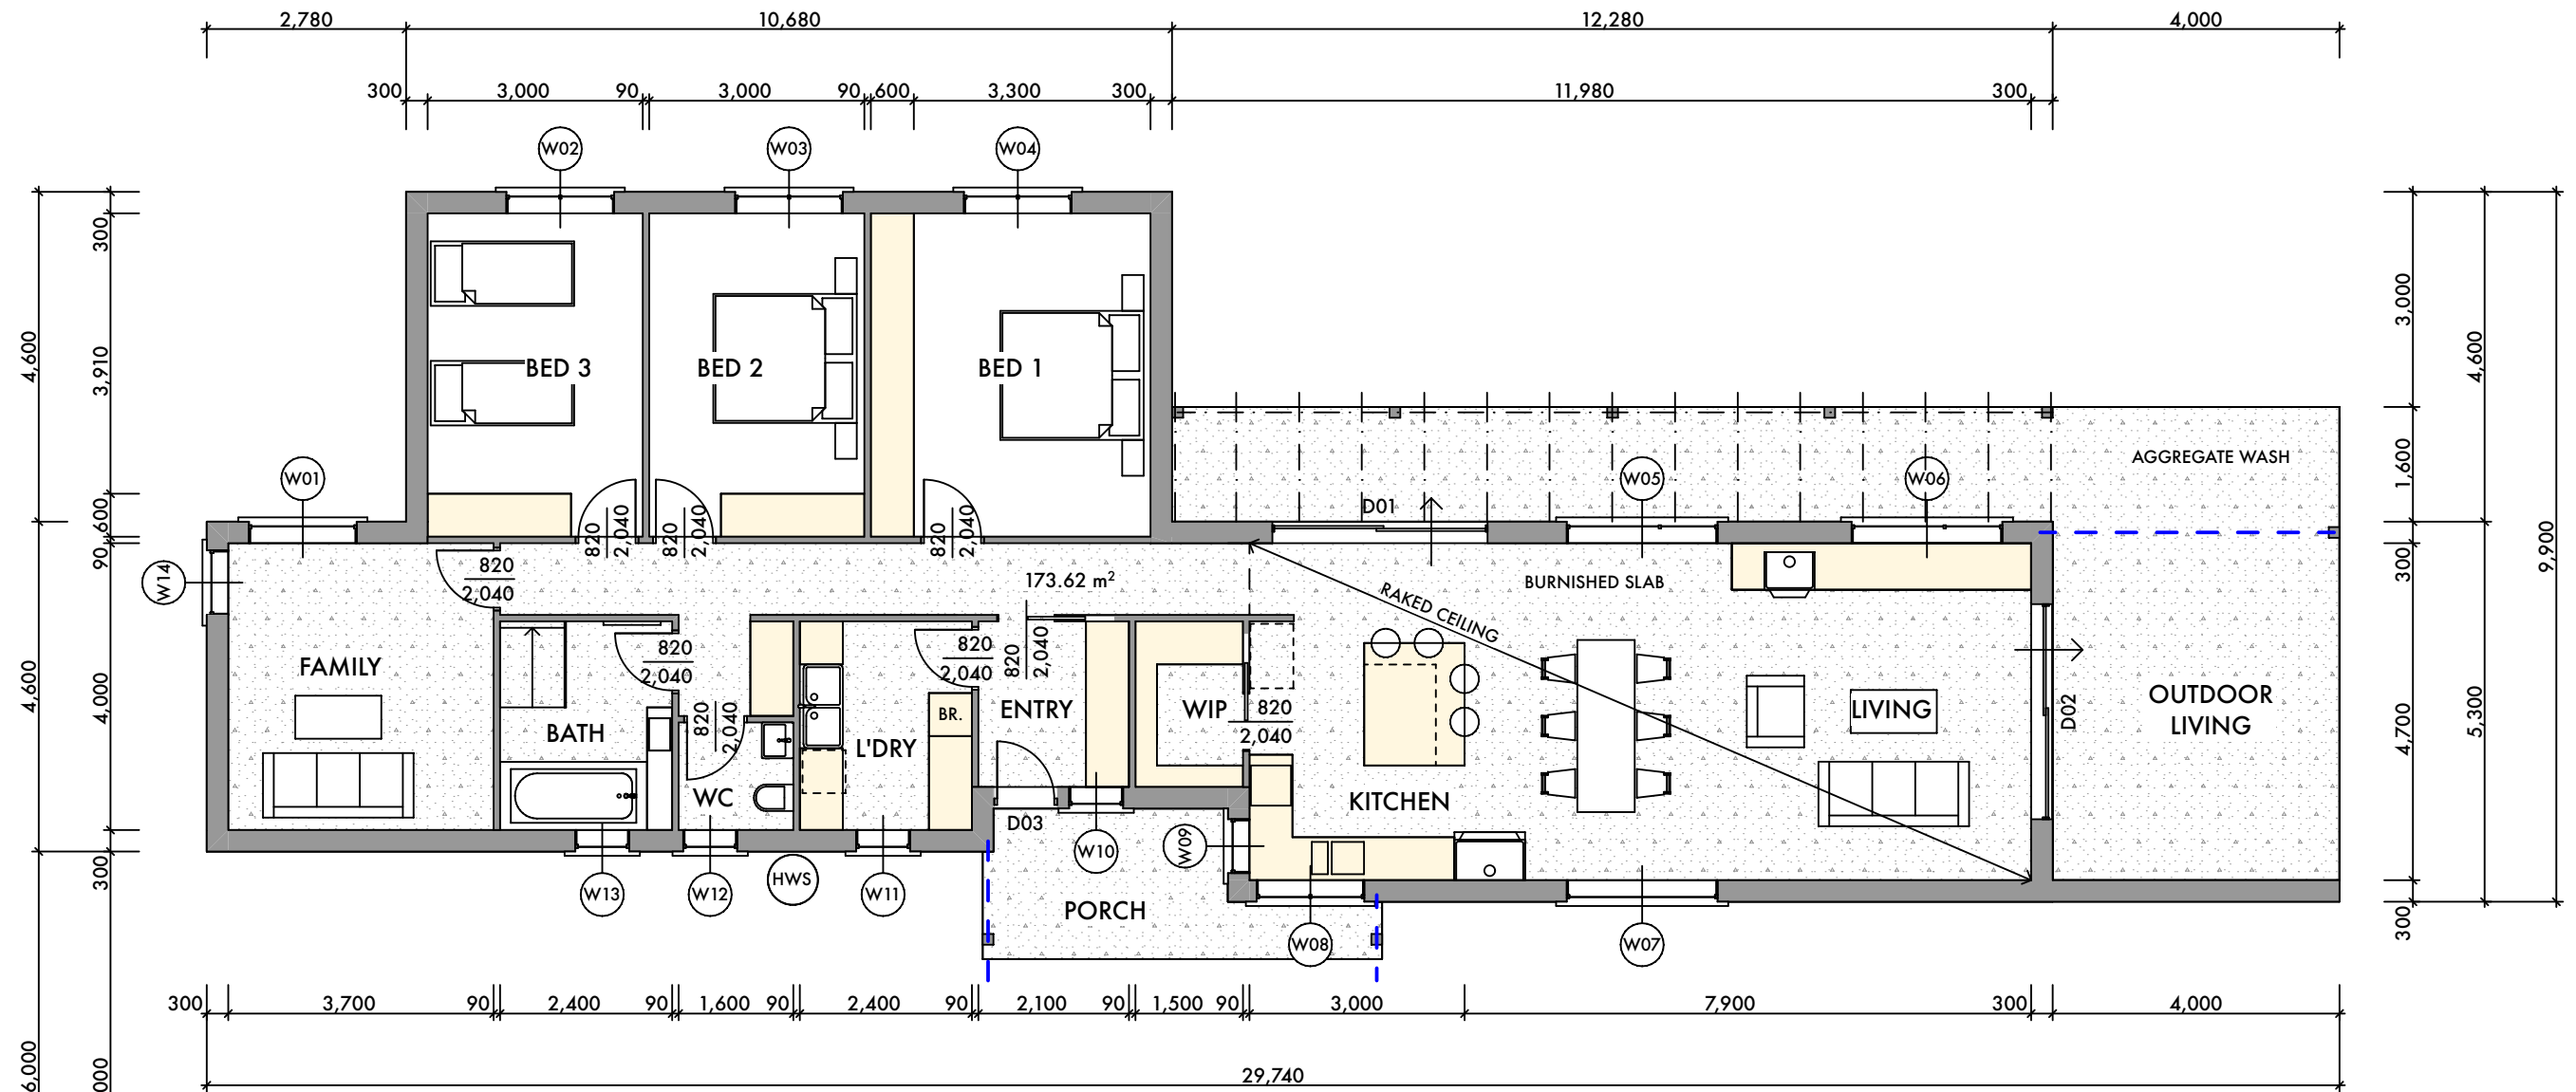 2,780 10,680 12,280 4,000
300 3,000 90 3,000 90 600 3,300 300 11,980 300
W02 W03 W04
300
3,910
600
90
4,000
300
4,600
4,600
6,000
000
3,000
1,600
300
4,700
300
4,600
5,300
9,900
BED 3 BED 2 BED 1
W01 W05 W06
AGGREGATE WASH
D01
820
2,040
820
2,040
820
2,040
W14
820
2,040
173.62 m²
BURNISHED SLAB
RAKED CEILING
820
2,040
820
2,040
820
2,040
FAMILY
BATH
820
2,040
BR.
L'DRY
ENTRY
WIP
820
2,040
LIVING
D02
OUTDOOR
LIVING
WC
KITCHEN
D03
W10
W09
W13 W12 HWS W11
PORCH
W08 W07
300 3,700 90 2,400 90 1,600 90 2,400 90 2,100 90 1,500 90 3,000 7,900 300 4,000
29,740